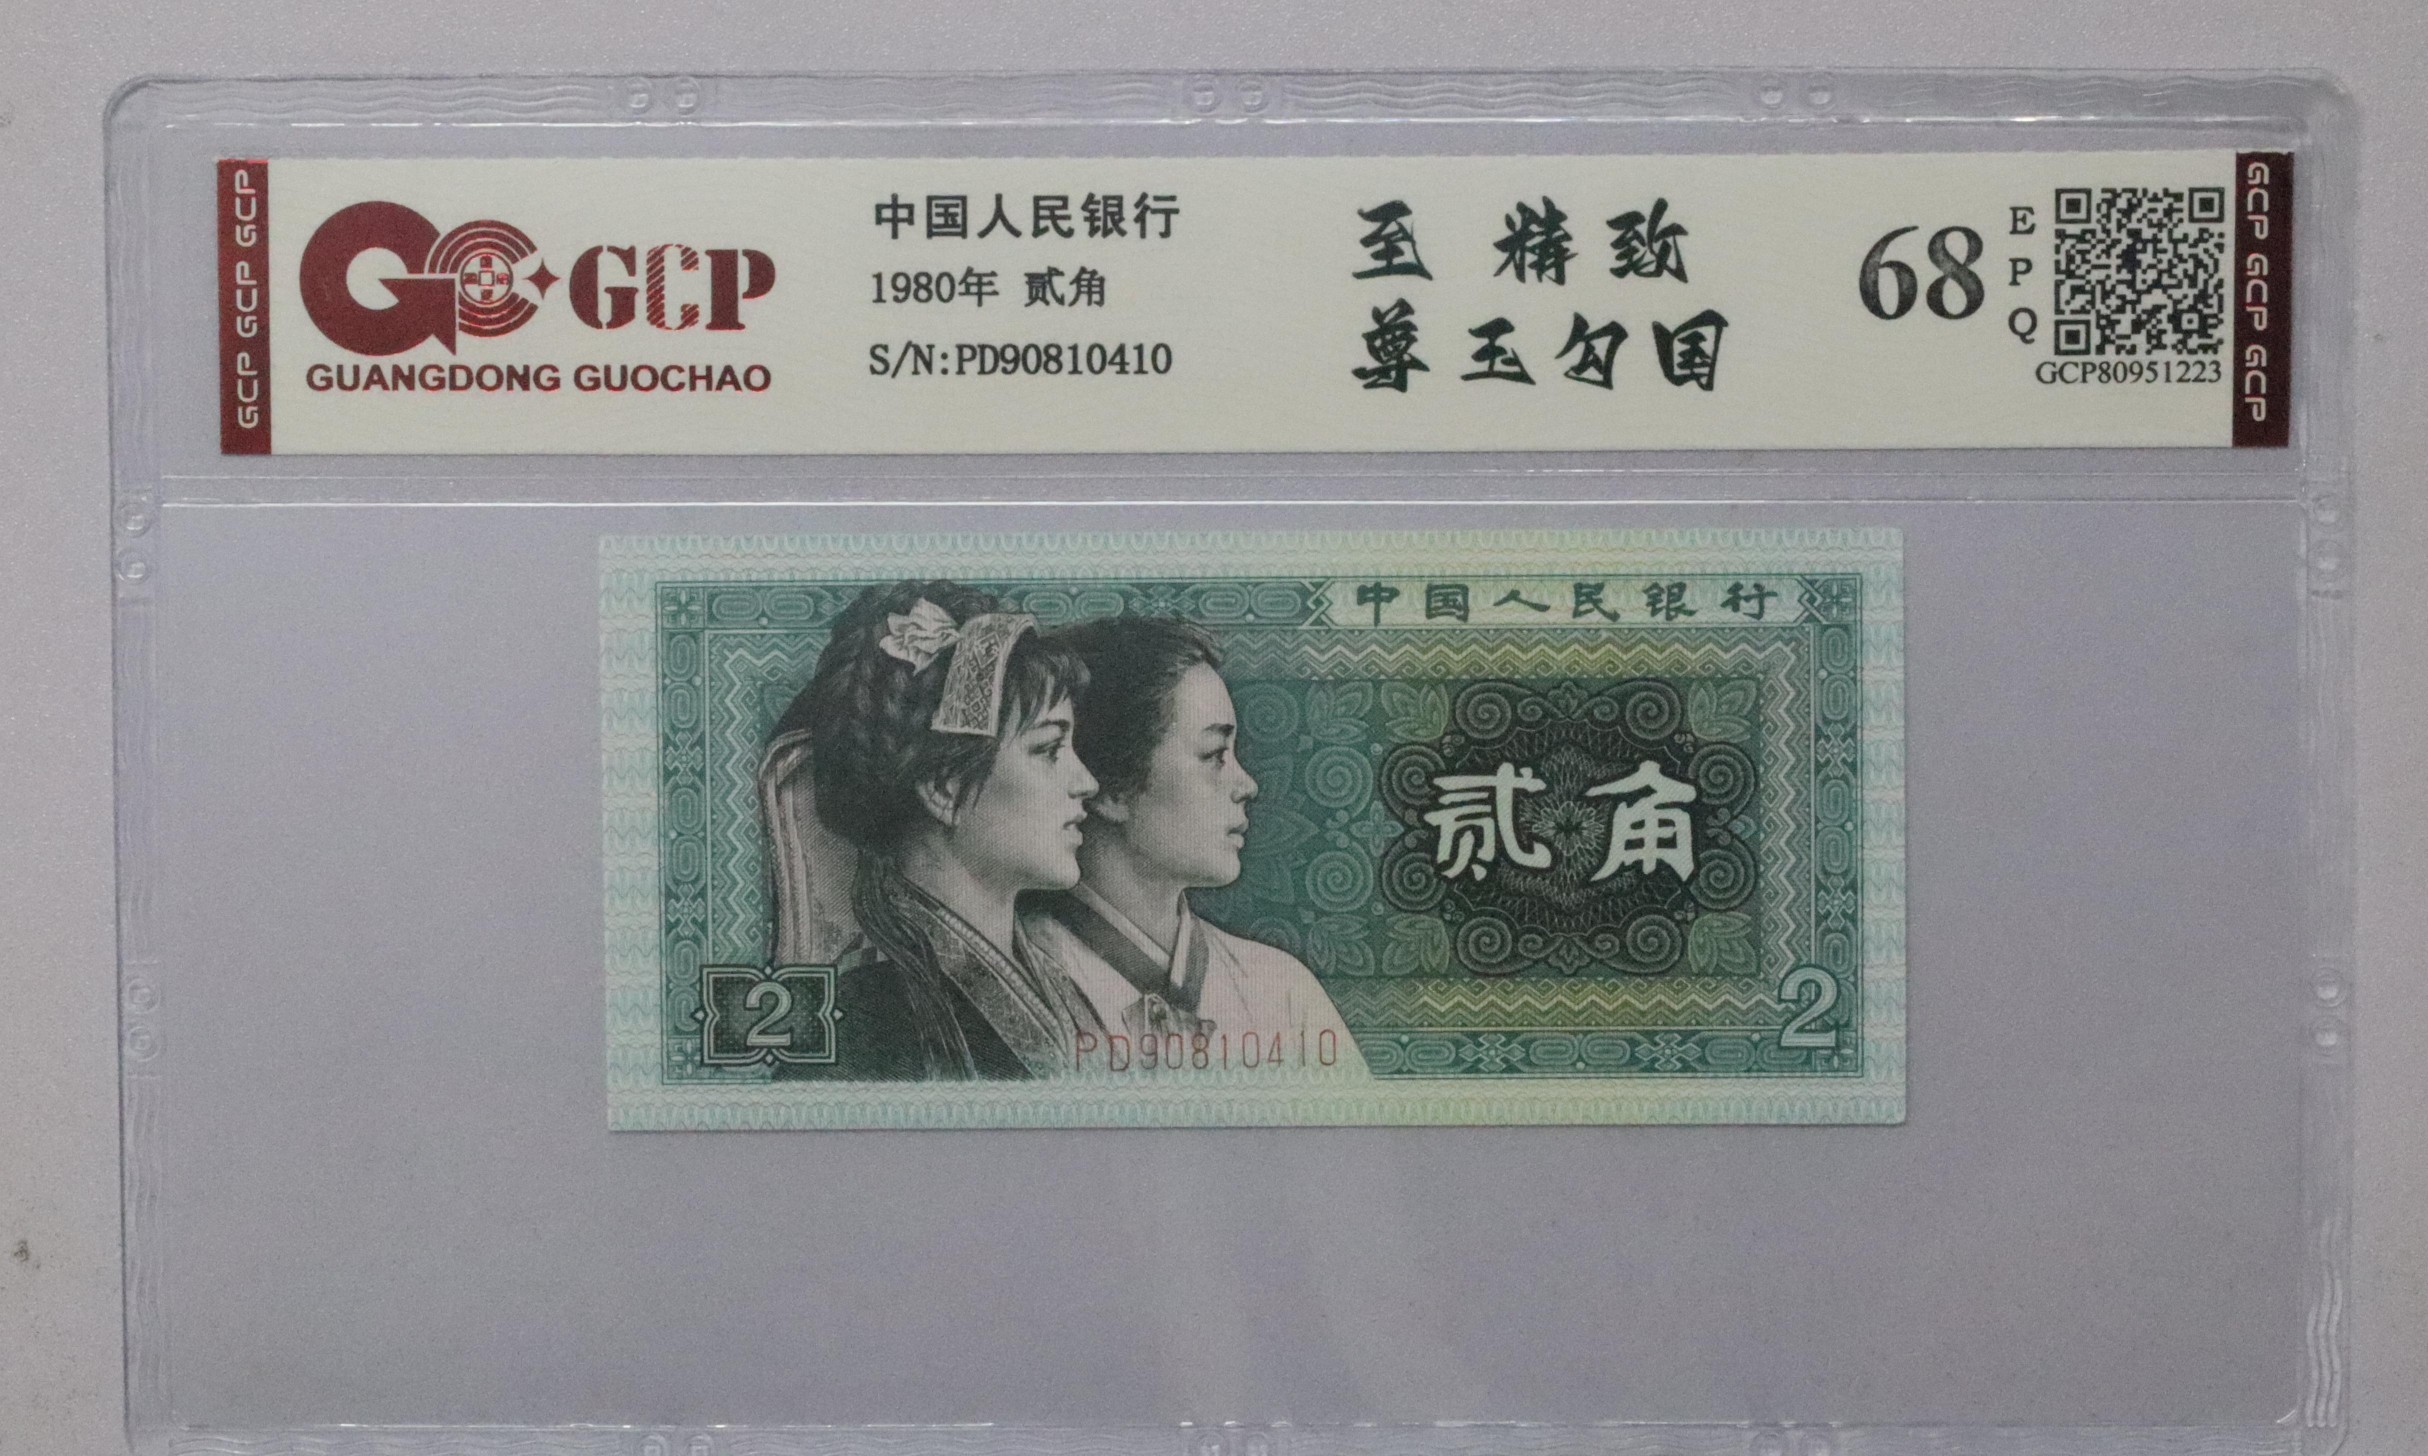 GCP GCP GCP
GCP
GUANGDONG GUOCHAO
中国人民银行
1980年 贰角
S/N:PD90810410
至 精致
尊 玉勾国
68
EPQ
GCP80951223
GCP GCP GCP
中国人民银行
贰角
2
PD90810410
2